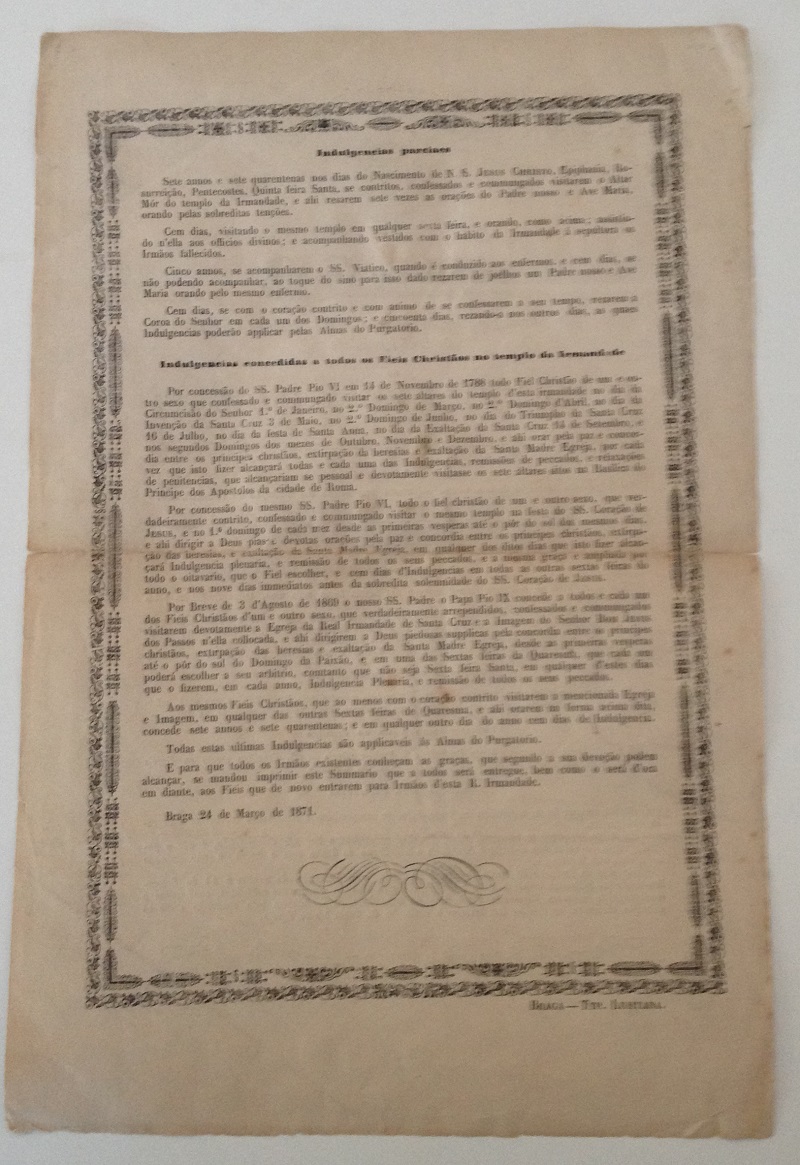 Indulgencias parciaes
Sete annos e sete quarentenas nos dias do Nascimento de N. S. Jesus Christo, Epiphania, Re-
surreição, Pentecostes, Quinta feira Santa, se contritos, confessados e commungados visitarem o Altar
Mór do templo da Irmandade, e ahi resarem sete vezes as orações do Padre nosso e Ave Maria,
orando pelas sobreditas tenções.
Cem dias, visitando o mesmo templo em qualquer sexta feira, e orando, como acima; assistin-
do n'ella aos officios divinos; e acompanhando vestidos com o habito da Irmandade á sepultura os
Irmãos fallecidos.
Cinco annos, se acompanharem o SS. Viatico, quando é conduzido aos enfermos, e cem dias, se
não podendo acompanhar, ao toque do sino para isso dado rezarem de joelhos um Padre nosso e Ave
Maria orando pelo mesmo enfermo.
Cem dias, se com o coração contrito e com animo de se confessarem a seu tempo, rezarem a
Coroa do Senhor em cada um dos Domingos; e cincoenta dias, rezando-a nos outros dias, as quaes
Indulgencias poderão applicar pelas Almas do Purgatorio.
Indulgencias concedidas a todos os Fieis Christãos no templo da Irmandade
Por concessão do SS. Padre Pio VI em 14 de Novembro de 1788 todo Fiel Christão de um e ou-
tro sexo que confessado e commungado visitar os sete altares do templo d'esta irmandade no dia da
Circumcisão do Senhor 1.º de Janeiro, no 2.º Domingo de Março, no 2.º Domingo d'Abril, no dia da
Invenção da Santa Cruz 3 de Maio, no 2.º Domingo de Junho, no dia do Triumpho da Santa Cruz
16 de Julho, no dia da festa de Santa Anna, no dia da Exaltação da Santa Cruz 14 de Setembro, e
nos segundos Domingos dos mezes de Outubro, Novembro e Dezembro, e ahi orar pela paz e concor-
dia entre os principes christãos, extirpação da heresia e exaltação da Santa Madre Egreja, por cada
vez que isto fizer alcançará todas e cada uma das Indulgencias, remissões de peccados, e relaxações
de penitencias, que alcançariam se pessoal e devotamente visitasse os sete altares sitos na Basilica do
Principe dos Apostolos da cidade de Roma.
Por concessão do mesmo SS. Padre Pio VI, todo o fiel christão de um e outro sexo, que ver-
dadeiramente contrito, confessado e commungado visitar o mesmo templo na festa do SS. Coração de
Jesus, e no 1.º domingo de cada mez desde as primeiras vesperas até o pôr do sol dos mesmos dias,
e ahi dirigir a Deus pias e devotas orações pela paz e concordia entre os principes christãos, extirpa-
ção das heresias, e exaltação da Santa Madre Egreja, em qualquer dos ditos dias que isto fizer alcan-
çará Indulgencia plenaria, e remissão de todos os seus peccados, e a mesma graça é ampliada por
todo o oitavario, que o Fiel escolher, e cem dias d'Indulgencias em todas as outras sextas feiras do
anno, e nos nove dias immediatos antes da sobredita solemnidade do SS. Coração de Jesus.
Por Breve de 3 d'Agosto de 1860 o nosso SS. Padre o Papa Pio IX, concede a todos e cada um
dos Fieis Christãos d'um e outro sexo, que verdadeiramente arrependidos, confessados e commungados
visitarem devotamente a Egreja da Real Irmandade de Santa Cruz e a Imagem do Senhor Bom Jesus
dos Passos n'ella collocada, e ahi dirigirem a Deus piedosas supplicas pela concordia entre os principes
christãos, extirpação das heresias e exaltação da Santa Madre Egreja, desde as primeiras vesperas
até o pôr do sol do Domingo da Paixão, e em uma das Sextas feiras da Quaresma, que cada um
poderá escolher a seu arbitrio, comtanto que não seja Sexta feira Santa, em qualquer d'estes dias
que o fizerem, em cada anno, Indulgencia Plenaria, e remissão de todos os seus peccados.
Aos mesmos Fieis Christãos, que ao menos com o coração contrito visitarem a mencionada Egreja
e Imagem, em qualquer das outras Sextas feiras de Quaresma, e ahi orarem na forma acima dita,
concede sete annos e sete quarentenas; e em qualquer outro dia do anno cem dias de Indulgencia.
Todas estas ultimas Indulgencias são applicaveis ás Almas do Purgatorio.
E para que todos os Irmãos existentes conheçam as graças, que segundo a sua devoção podem
alcançar, se mandou imprimir este Summario que a todos será entregue, bem como o será d'ora
em diante, aos Fieis que de novo entrarem para Irmãos d'esta R. Irmandade.
Braga 24 de Março de 1871.
Braga — Typ. Lusitana.